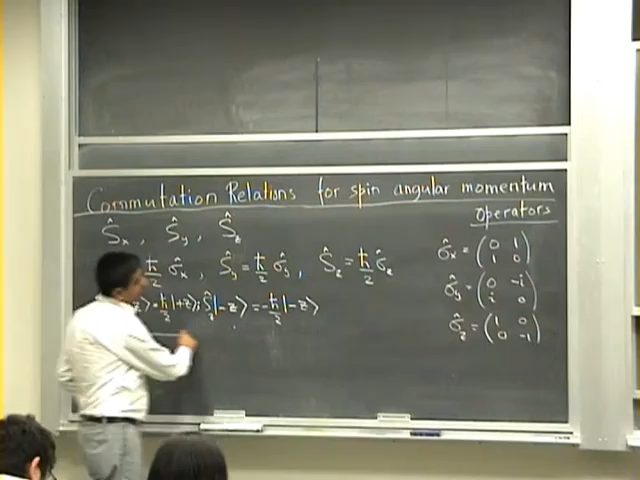 Commutation Relations for spin angular momentum
operators
Ŝx , Ŝy , Ŝz
ħ/2 σ̂x , Ŝy = ħ/2 σ̂y , Ŝz = ħ/2 σ̂z
z> = ħ/2 |+z>; Ŝz|-z> = -ħ/2 |-z>
σ̂x = (0 1
1 0)
σ̂y = (0 -i
i 0)
σ̂z = (1 0
0 -1)